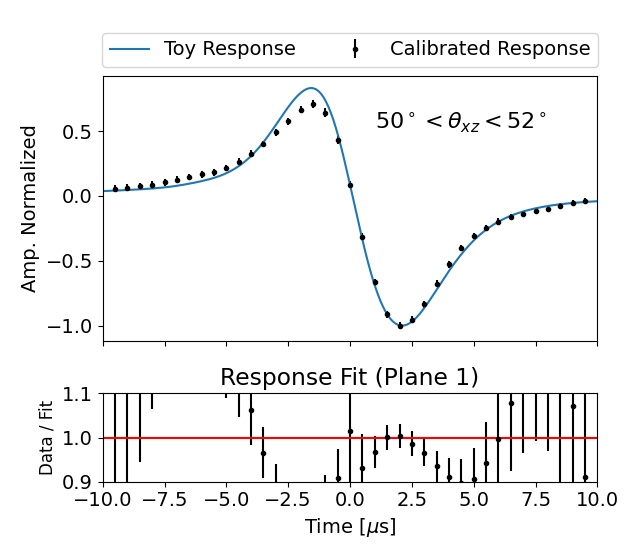 Toy Response Calibrated Response
50° < θxz < 52°
0.5
0.0
−0.5
−1.0
Amp. Normalized
Response Fit (Plane 1)
1.1
1.0
0.9
Data / Fit
−10.0 −7.5 −5.0 −2.5 0.0 2.5 5.0 7.5 10.0
Time [μs]